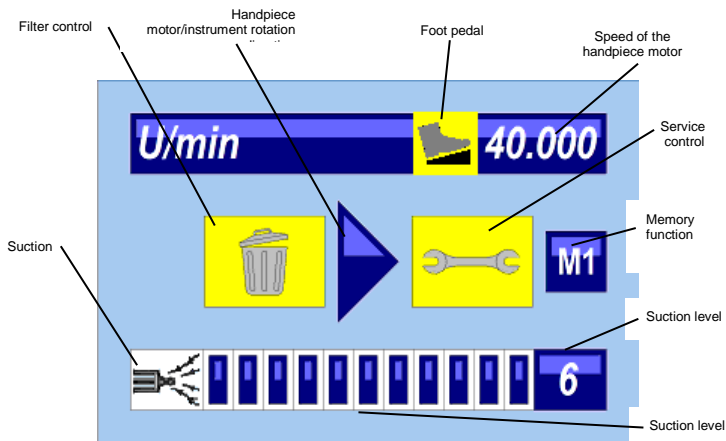 Filter control
Handpiece
motor/instrument rotation
Foot pedal
Speed of the
handpiece motor
U/min
40.000
Service
control
Memory
function
M1
Suction
Suction level
6
Suction level